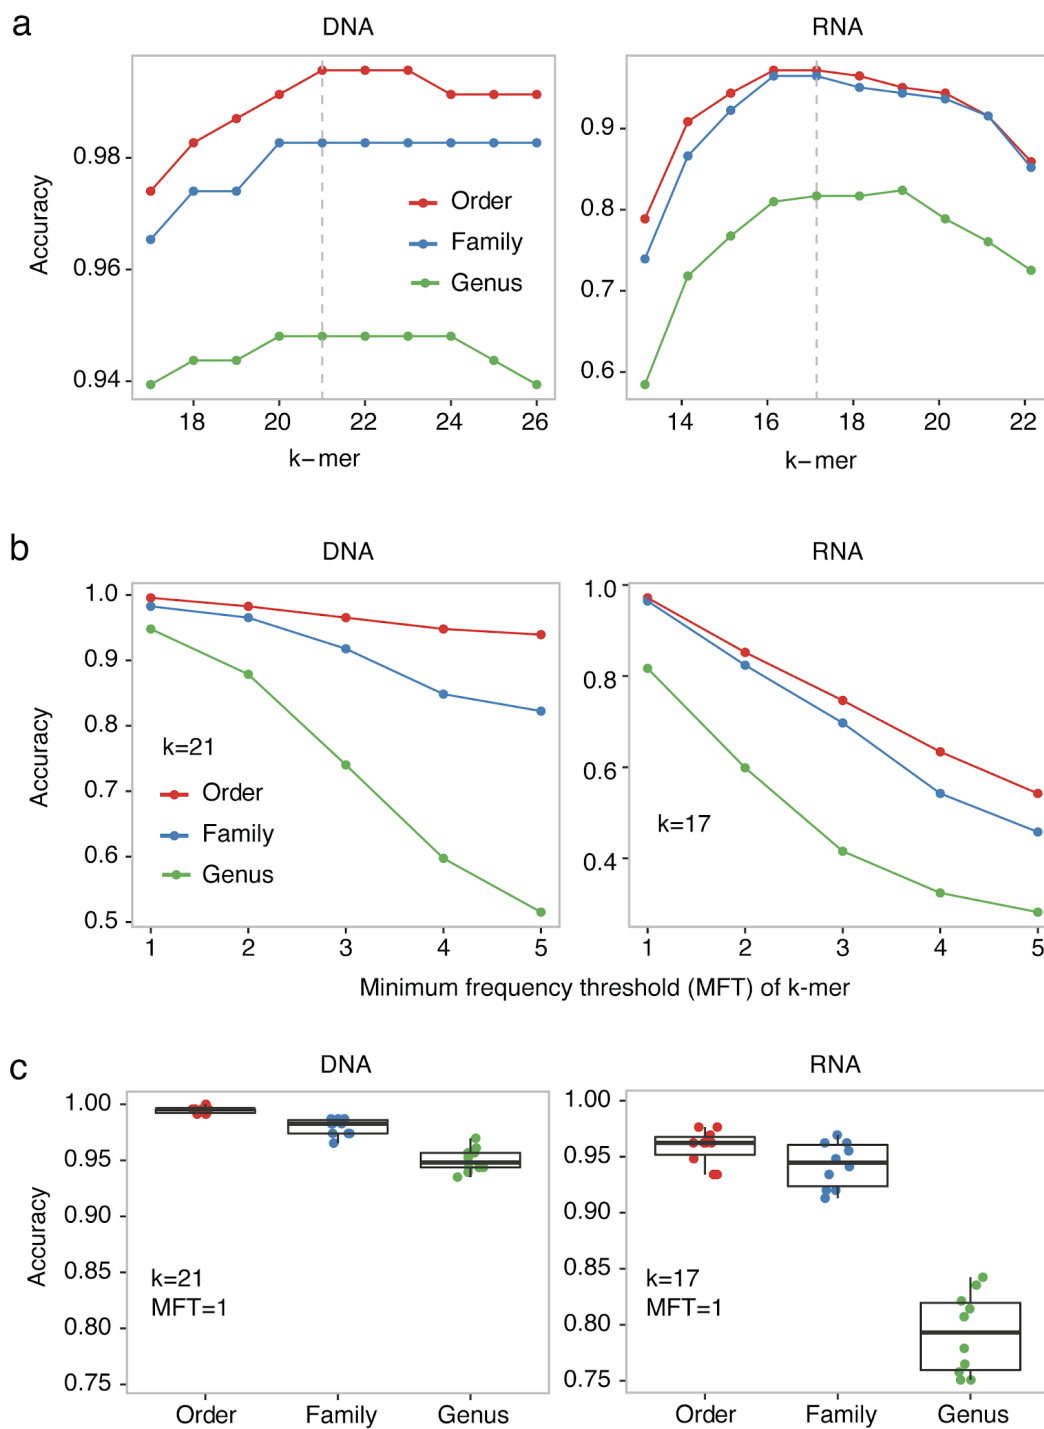 a
DNA
RNA
Accuracy
0.98
0.96
0.94
Order
Family
Genus
18
20
22
24
26
k−mer
0.9
0.8
0.7
0.6
14
16
18
20
22
k−mer
b
DNA
RNA
Accuracy
1.0
0.9
0.8
0.7
0.6
0.5
k=21
Order
Family
Genus
1
2
3
4
5
1.0
0.8
0.6
0.4
k=17
1
2
3
4
5
Minimum frequency threshold (MFT) of k-mer
c
DNA
RNA
Accuracy
1.00
0.95
0.90
0.85
0.80
0.75
k=21
MFT=1
Order
Family
Genus
1.00
0.95
0.90
0.85
0.80
0.75
k=17
MFT=1
Order
Family
Genus